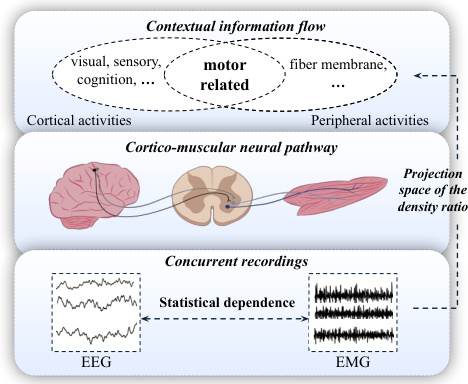 Contextual information flow
visual, sensory,
cognition, ...
motor
related
fiber membrane,
...
Cortical activities
Peripheral activities
Cortico-muscular neural pathway
Projection
space of the
density ratio
Concurrent recordings
Statistical dependence
EEG
EMG